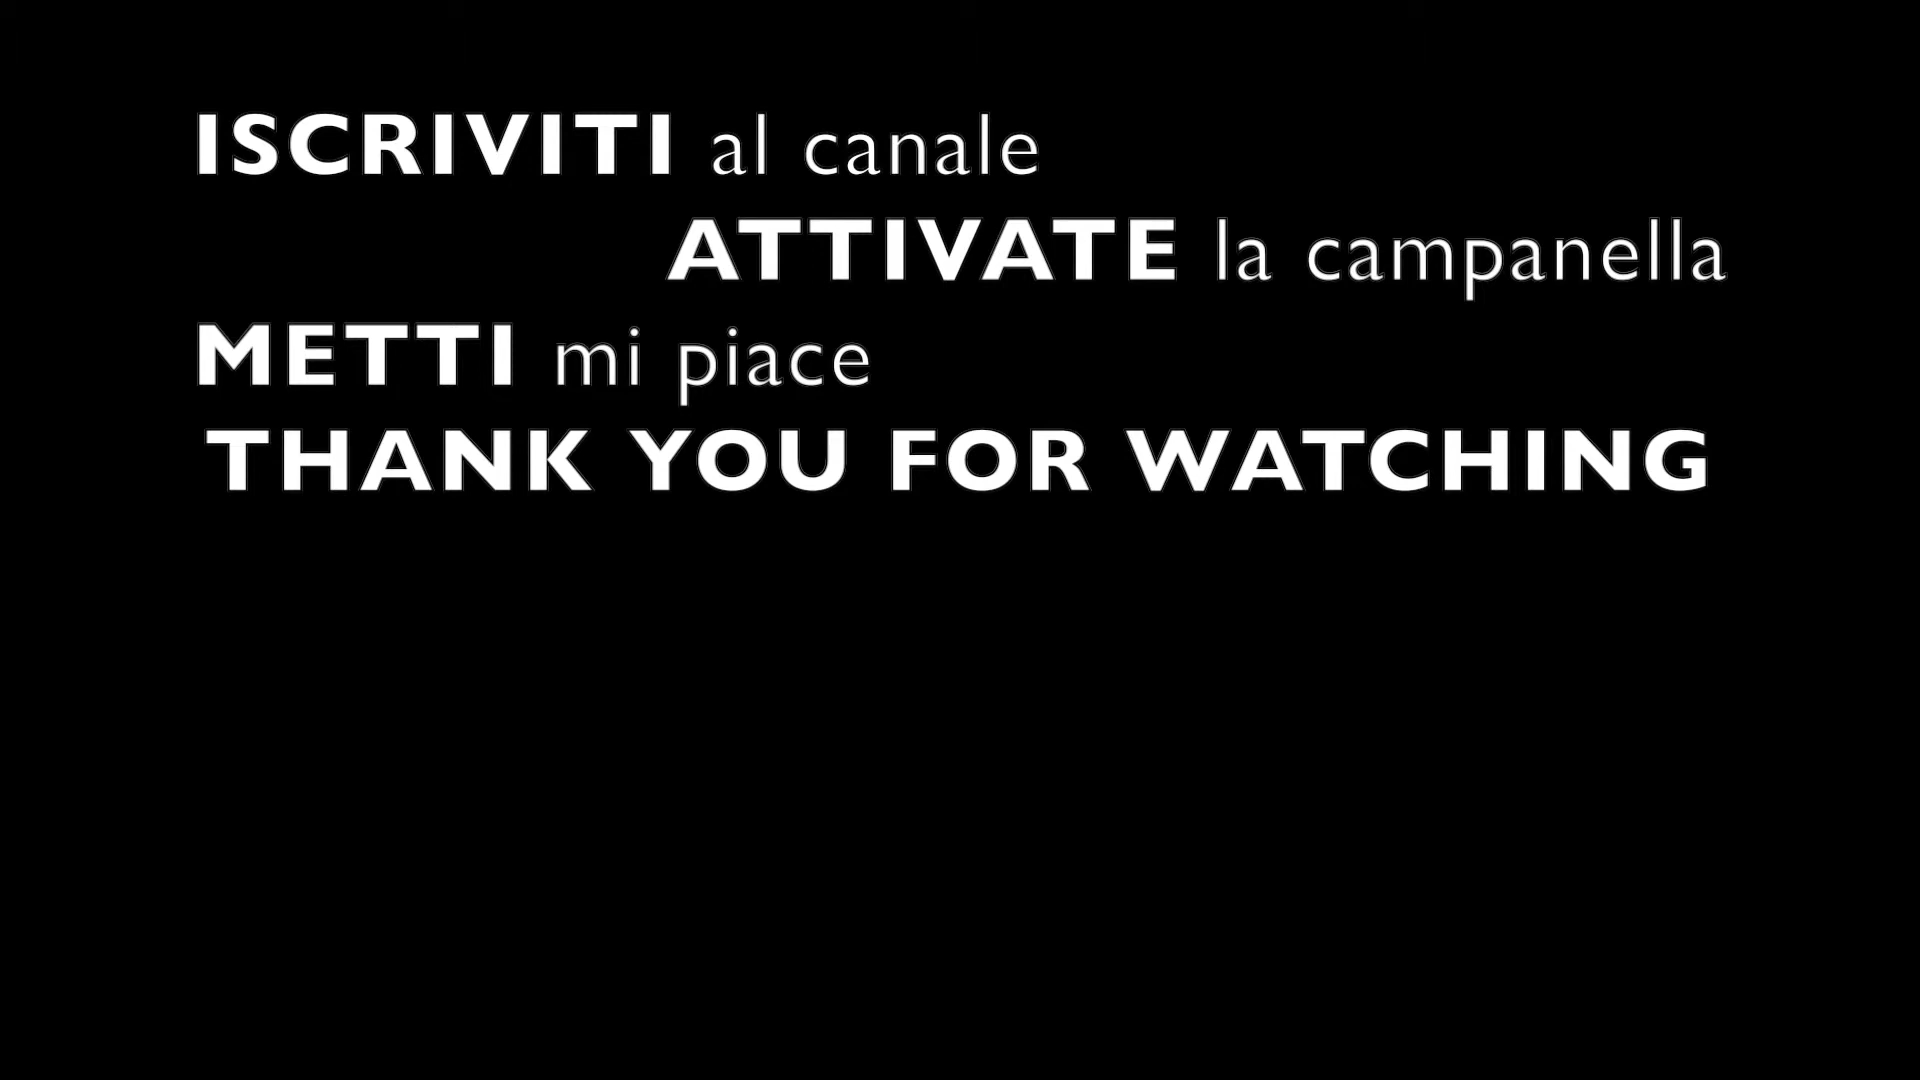 ISCRIVITI al canale
ATTIVATE la campanella
METTI mi piace
THANK YOU FOR WATCHING